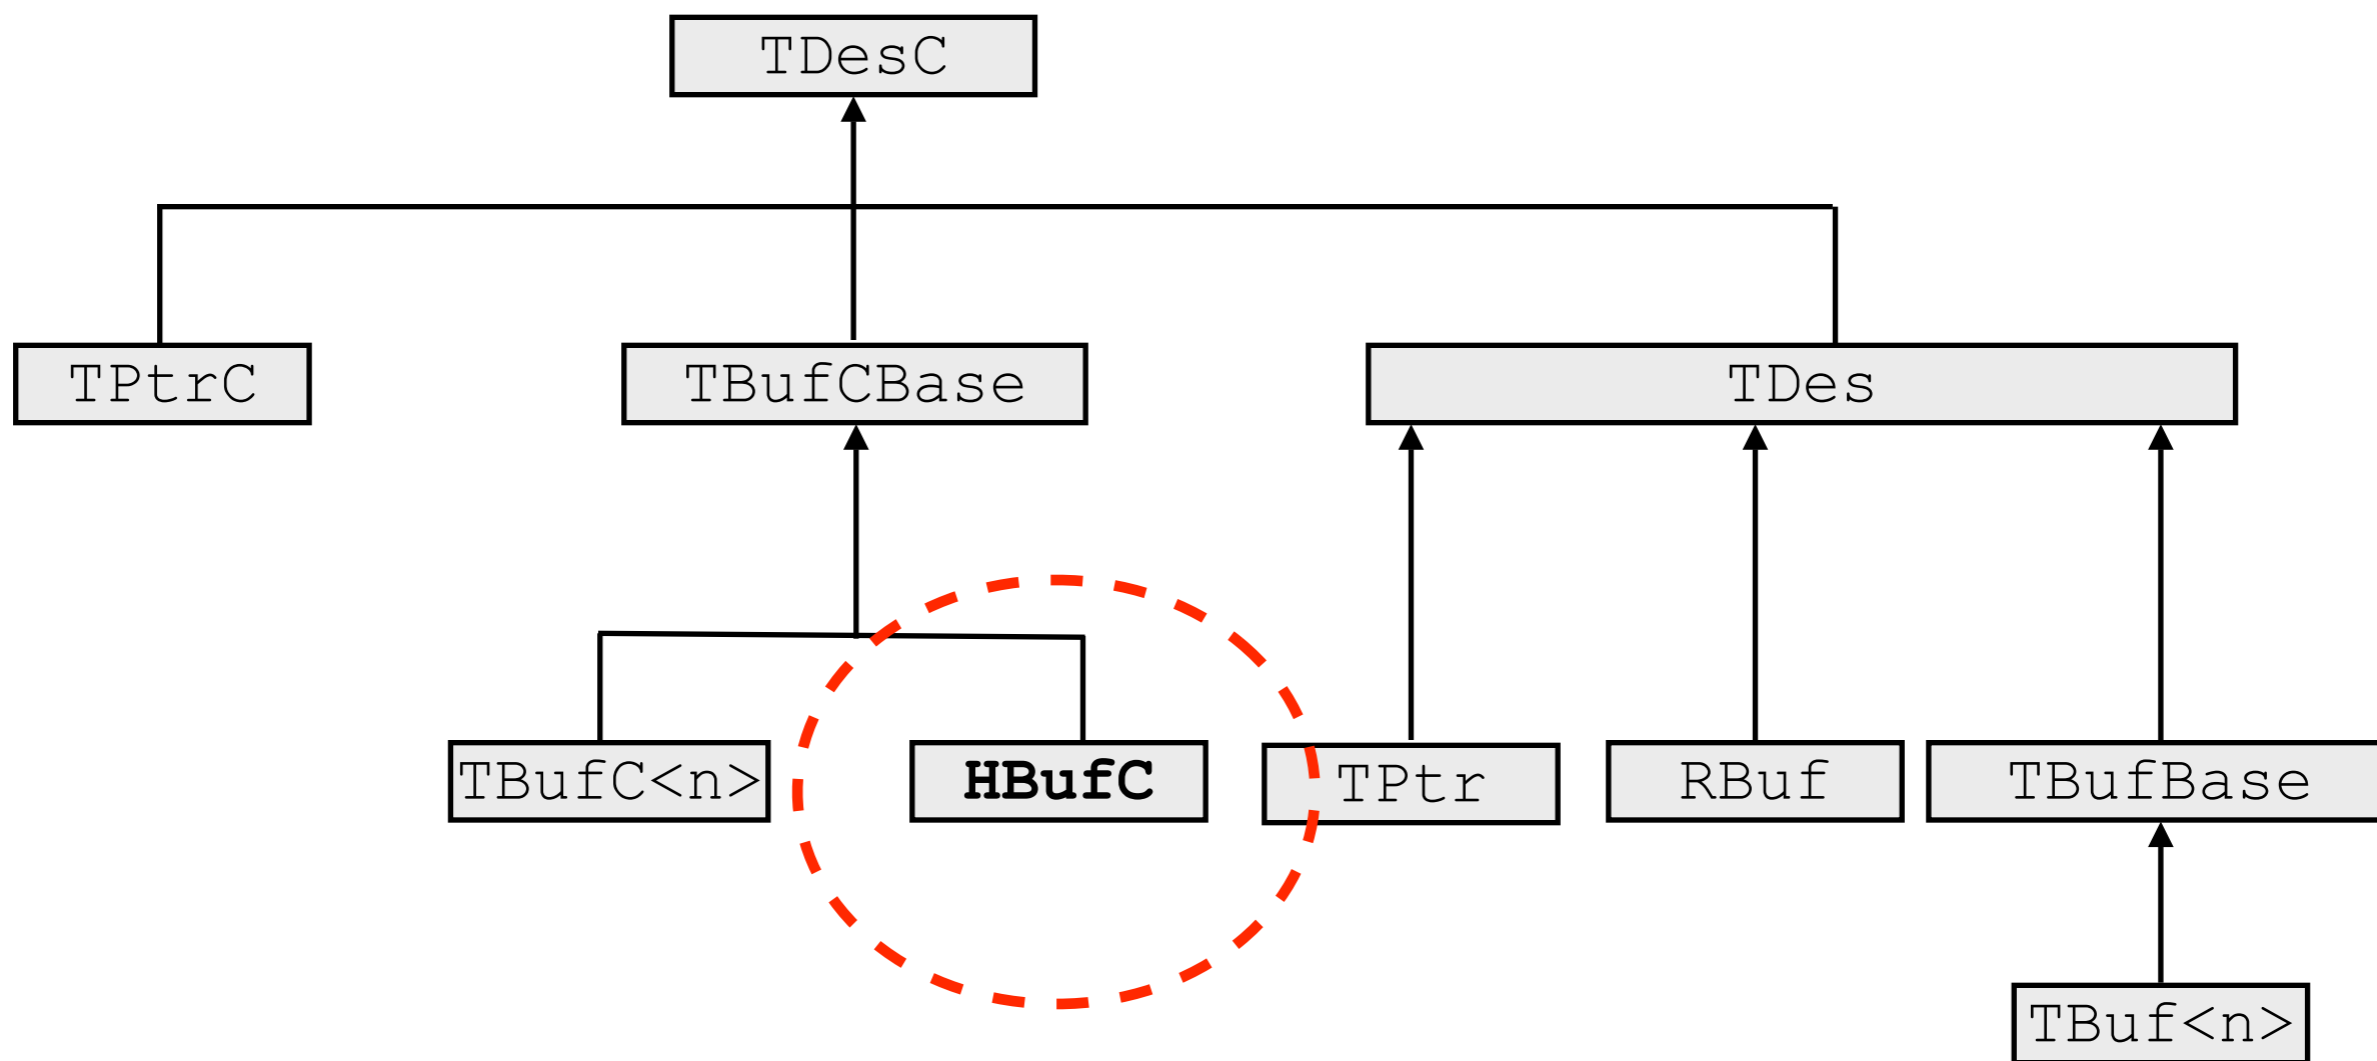 TDesC
TPtrC
TBufCBase
TDes
TBufC<n>
HBufC
TPtr
RBuf
TBufBase
TBuf<n>